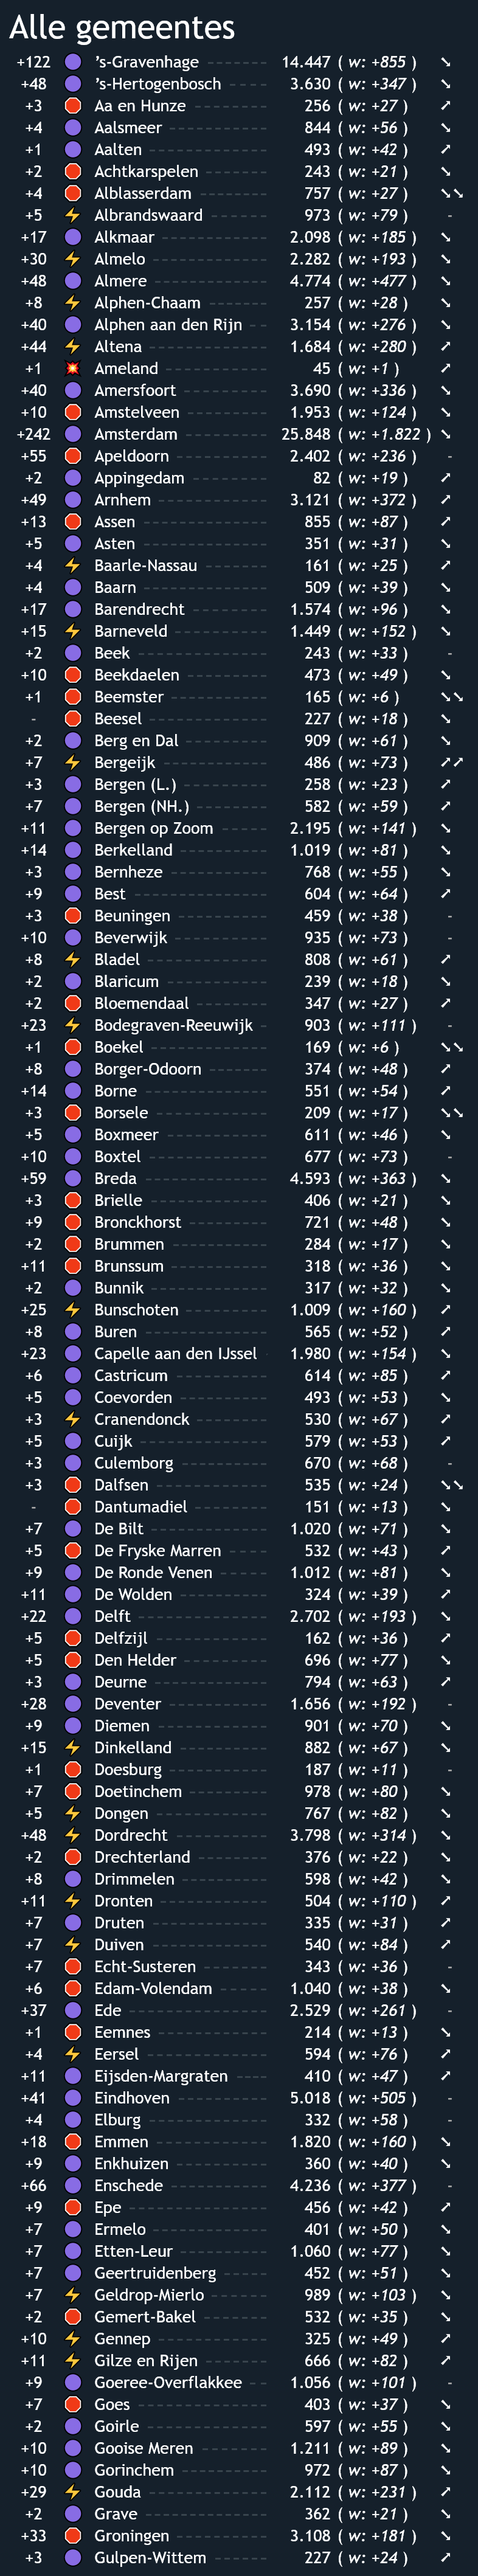 Alle gemeentes
+122 's-Gravenhage 14.447 ( w: +855 ) ➘
+48 's-Hertogenbosch 3.630 ( w: +347 ) ➘
+3 Aa en Hunze 256 ( w: +27 ) ➚
+4 Aalsmeer 844 ( w: +56 ) ➘
+1 Aalten 493 ( w: +42 ) ➚
+2 Achtkarspelen 243 ( w: +21 ) ➘
+4 Alblasserdam 757 ( w: +27 ) ➘➘
+5 Albrandswaard 973 ( w: +79 ) -
+17 Alkmaar 2.098 ( w: +185 ) ➘
+30 Almelo 2.282 ( w: +193 ) ➘
+48 Almere 4.774 ( w: +477 ) ➘
+8 Alphen-Chaam 257 ( w: +28 ) ➘
+40 Alphen aan den Rijn 3.154 ( w: +276 ) ➚
+44 Altena 1.684 ( w: +280 ) ➚
+1 Ameland 45 ( w: +1 ) ➚
+40 Amersfoort 3.690 ( w: +336 ) ➘
+10 Amstelveen 1.953 ( w: +124 ) ➘
+242 Amsterdam 25.848 ( w: +1.822 ) ➘
+55 Apeldoorn 2.402 ( w: +236 ) -
+2 Appingedam 82 ( w: +19 ) ➚
+49 Arnhem 3.121 ( w: +372 ) ➚
+13 Assen 855 ( w: +87 ) ➚
+5 Asten 351 ( w: +31 ) ➘
+4 Baarle-Nassau 161 ( w: +25 ) ➚
+4 Baarn 509 ( w: +39 ) ➘
+17 Barendrecht 1.574 ( w: +96 ) ➘
+15 Barneveld 1.449 ( w: +152 ) ➘
+2 Beek 243 ( w: +33 ) -
+10 Beekdaelen 473 ( w: +49 ) ➘
+1 Beemster 165 ( w: +6 ) ➘➘
- Beesel 227 ( w: +18 ) ➘
+2 Berg en Dal 909 ( w: +61 ) ➘
+7 Bergeijk 486 ( w: +73 ) ➚➚
+3 Bergen (L.) 258 ( w: +23 ) ➚
+7 Bergen (NH.) 582 ( w: +59 ) ➚
+11 Bergen op Zoom 2.195 ( w: +141 ) ➘
+14 Berkelland 1.019 ( w: +81 ) ➘
+3 Bernheze 768 ( w: +55 ) ➘
+9 Best 604 ( w: +64 ) ➚
+3 Beuningen 459 ( w: +38 ) -
+10 Beverwijk 935 ( w: +73 ) -
+8 Bladel 808 ( w: +61 ) ➚
+2 Blaricum 239 ( w: +18 ) ➘
+2 Bloemendaal 347 ( w: +27 ) ➚
+23 Bodegraven-Reeuwijk 903 ( w: +111 ) -
+1 Boekel 169 ( w: +6 ) ➘➘
+8 Borger-Odoorn 374 ( w: +48 ) ➚
+14 Borne 551 ( w: +54 ) ➚
+3 Borsele 209 ( w: +17 ) ➘➘
+5 Boxmeer 611 ( w: +46 ) ➘
+10 Boxtel 677 ( w: +73 ) -
+59 Breda 4.593 ( w: +363 ) ➘
+3 Brielle 406 ( w: +21 ) ➘
+9 Bronckhorst 721 ( w: +48 ) ➘
+2 Brummen 284 ( w: +17 ) ➘
+11 Brunssum 318 ( w: +36 ) ➘
+2 Bunnik 317 ( w: +32 ) ➘
+25 Bunschoten 1.009 ( w: +160 ) ➚
+8 Buren 565 ( w: +52 ) ➚
+23 Capelle aan den IJssel 1.980 ( w: +154 ) ➘
+6 Castricum 614 ( w: +85 ) ➚
+5 Coevorden 493 ( w: +53 ) ➘
+3 Cranendonck 530 ( w: +67 ) ➚
+5 Cuijk 579 ( w: +53 ) ➚
+3 Culemborg 670 ( w: +68 ) -
+3 Dalfsen 535 ( w: +24 ) ➘➘
- Dantumadiel 151 ( w: +13 ) ➘
+7 De Bilt 1.020 ( w: +71 ) ➘
+5 De Fryske Marren 532 ( w: +43 ) ➚
+9 De Ronde Venen 1.012 ( w: +81 ) ➘
+11 De Wolden 324 ( w: +39 ) ➚
+22 Delft 2.702 ( w: +193 ) ➘
+5 Delfzijl 162 ( w: +36 ) ➚
+5 Den Helder 696 ( w: +77 ) ➘
+3 Deurne 794 ( w: +63 ) ➚
+28 Deventer 1.656 ( w: +192 ) -
+9 Diemen 901 ( w: +70 ) ➘
+15 Dinkelland 882 ( w: +67 ) ➘
+1 Doesburg 187 ( w: +11 ) -
+7 Doetinchem 978 ( w: +80 ) ➘
+5 Dongen 767 ( w: +82 ) ➘
+48 Dordrecht 3.798 ( w: +314 ) ➘
+2 Drechterland 376 ( w: +22 ) ➘
+8 Drimmelen 598 ( w: +42 ) ➘
+11 Dronten 504 ( w: +110 ) ➚
+7 Druten 335 ( w: +31 ) ➚
+7 Duiven 540 ( w: +84 ) ➚
+7 Echt-Susteren 343 ( w: +36 ) -
+6 Edam-Volendam 1.040 ( w: +38 ) ➘
+37 Ede 2.529 ( w: +261 ) -
+1 Eemnes 214 ( w: +13 ) ➘
+4 Eersel 594 ( w: +76 ) ➚
+11 Eijsden-Margraten 410 ( w: +47 ) ➚
+41 Eindhoven 5.018 ( w: +505 ) -
+4 Elburg 332 ( w: +58 ) -
+18 Emmen 1.820 ( w: +160 ) ➘
+9 Enkhuizen 360 ( w: +40 ) ➘
+66 Enschede 4.236 ( w: +377 ) -
+9 Epe 456 ( w: +42 ) ➚
+7 Ermelo 401 ( w: +50 ) ➘
+7 Etten-Leur 1.060 ( w: +77 ) ➘
+7 Geertruidenberg 452 ( w: +51 ) ➘
+7 Geldrop-Mierlo 989 ( w: +103 ) ➘
+2 Gemert-Bakel 532 ( w: +35 ) ➘
+10 Gennep 325 ( w: +49 ) ➚
+11 Gilze en Rijen 666 ( w: +82 ) ➚
+9 Goeree-Overflakkee 1.056 ( w: +101 ) -
+7 Goes 403 ( w: +37 ) ➘
+2 Goirle 597 ( w: +55 ) ➘
+10 Gooise Meren 1.211 ( w: +89 ) ➘
+10 Gorinchem 972 ( w: +87 ) ➘
+29 Gouda 2.112 ( w: +231 ) ➚
+2 Grave 362 ( w: +21 ) ➘
+33 Groningen 3.108 ( w: +181 ) ➘
+3 Gulpen-Wittem 227 ( w: +24 ) ➚